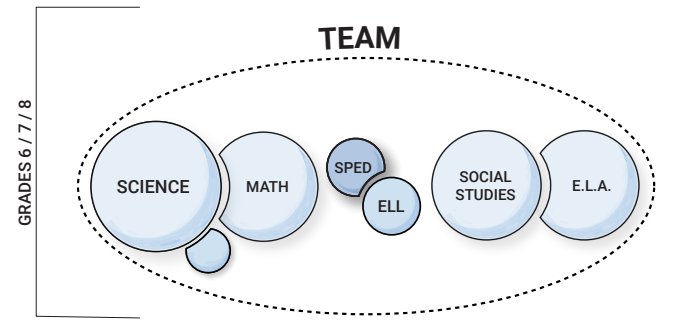 TEAM
GRADES 6 / 7 / 8
SCIENCE
MATH
SPED
ELL
SOCIAL
STUDIES
E.L.A.